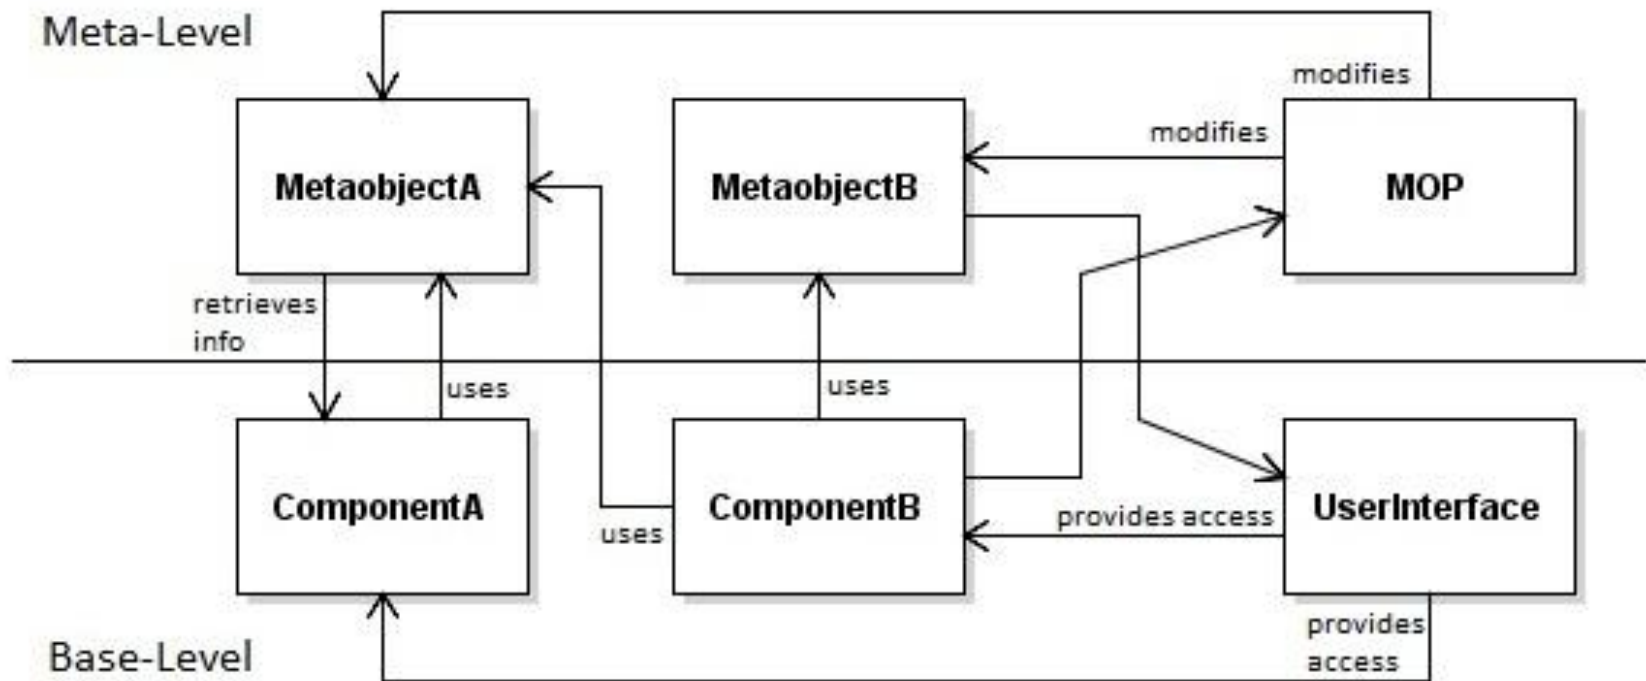 Meta-Level
modifies
modifies
MetaobjectA
MetaobjectB
MOP
retrieves
info
uses
uses
ComponentA
ComponentB
provides access
UserInterface
uses
provides
access
Base-Level